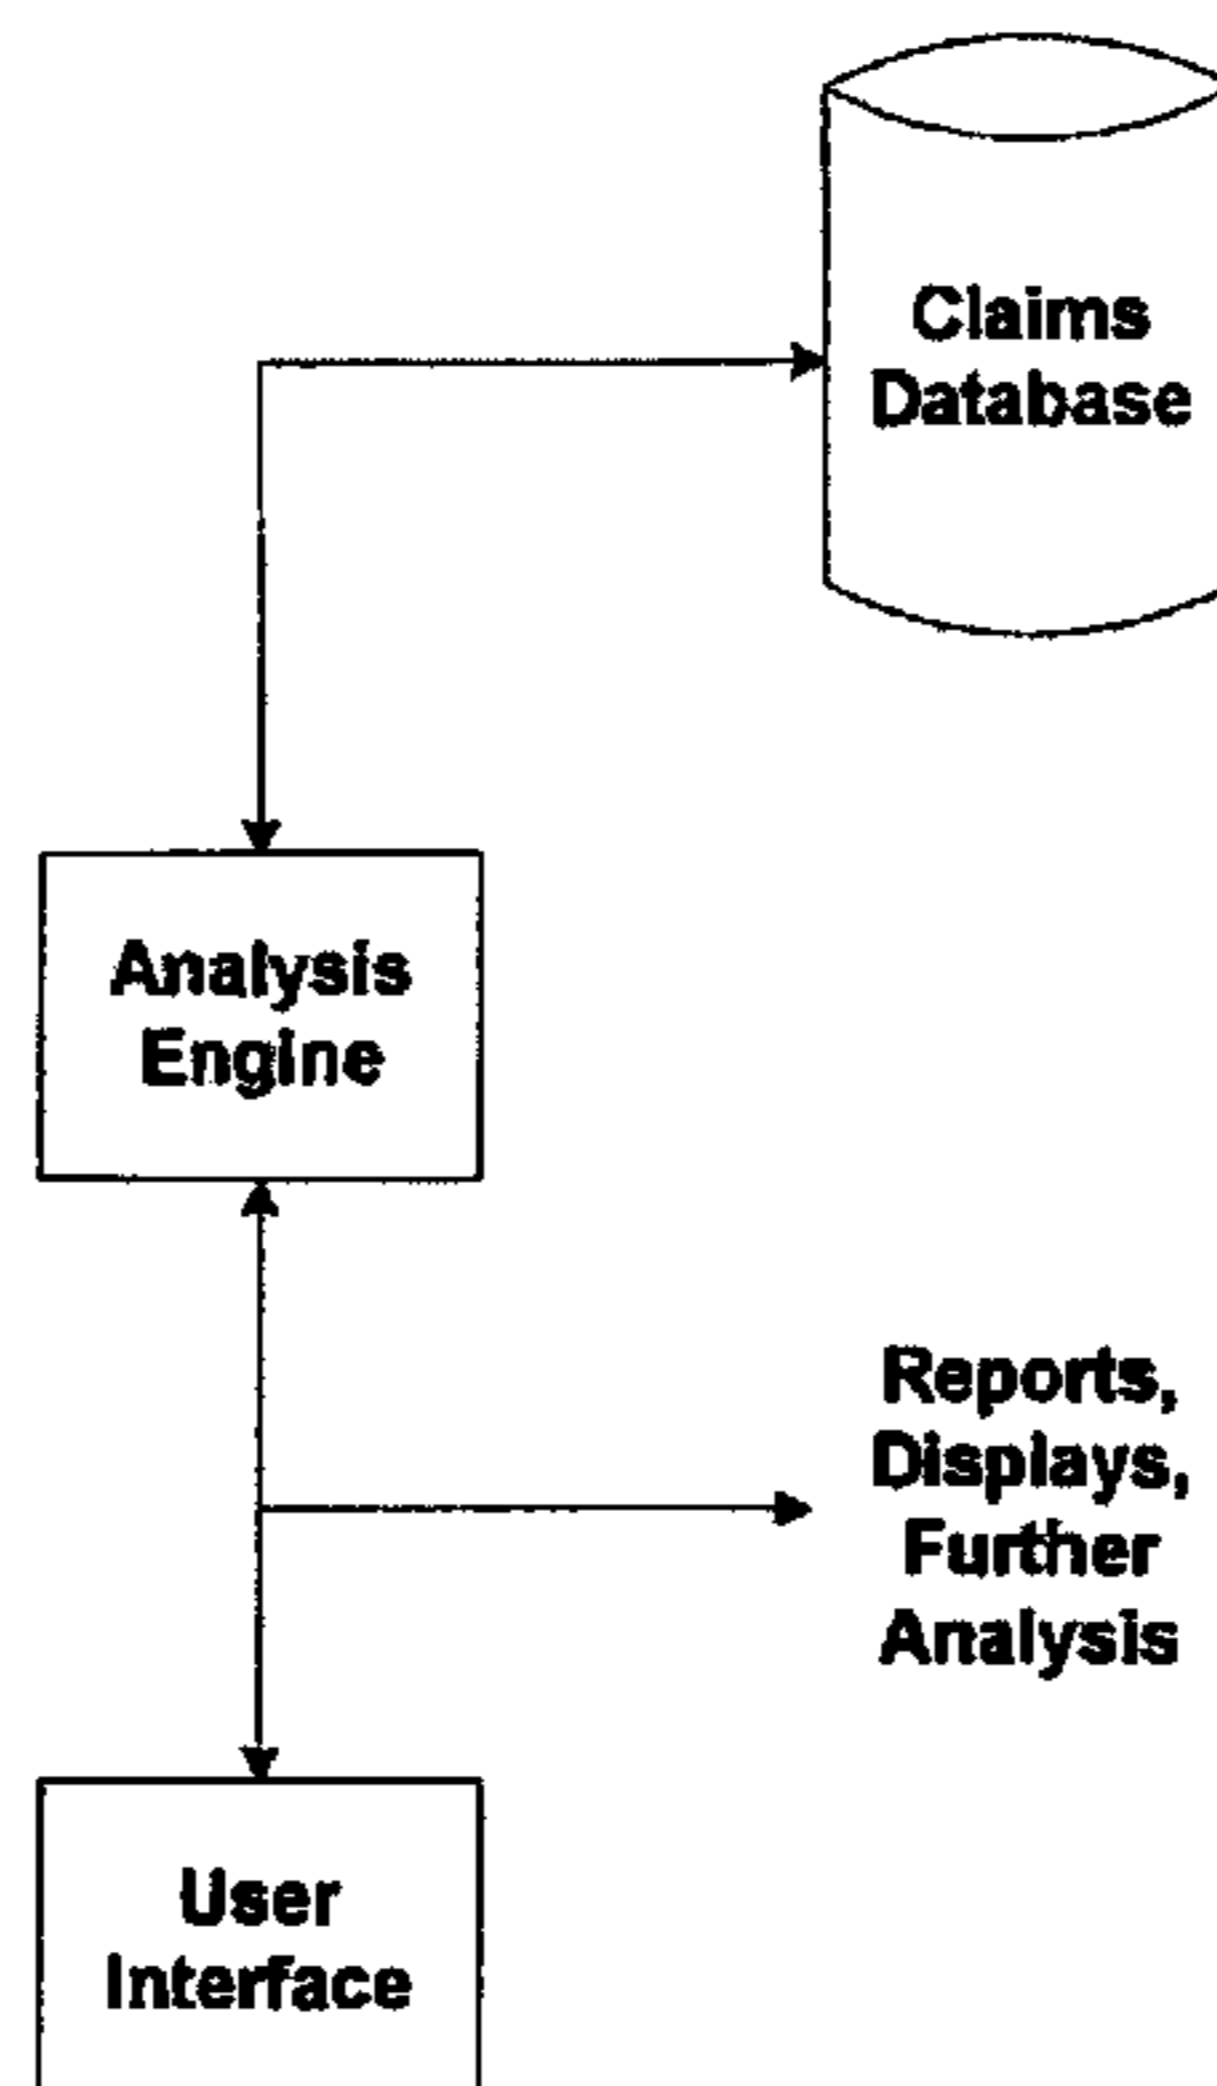 Claims
Database
Analysis
Engine
Reports,
Displays,
Further
Analysis
User
Interface